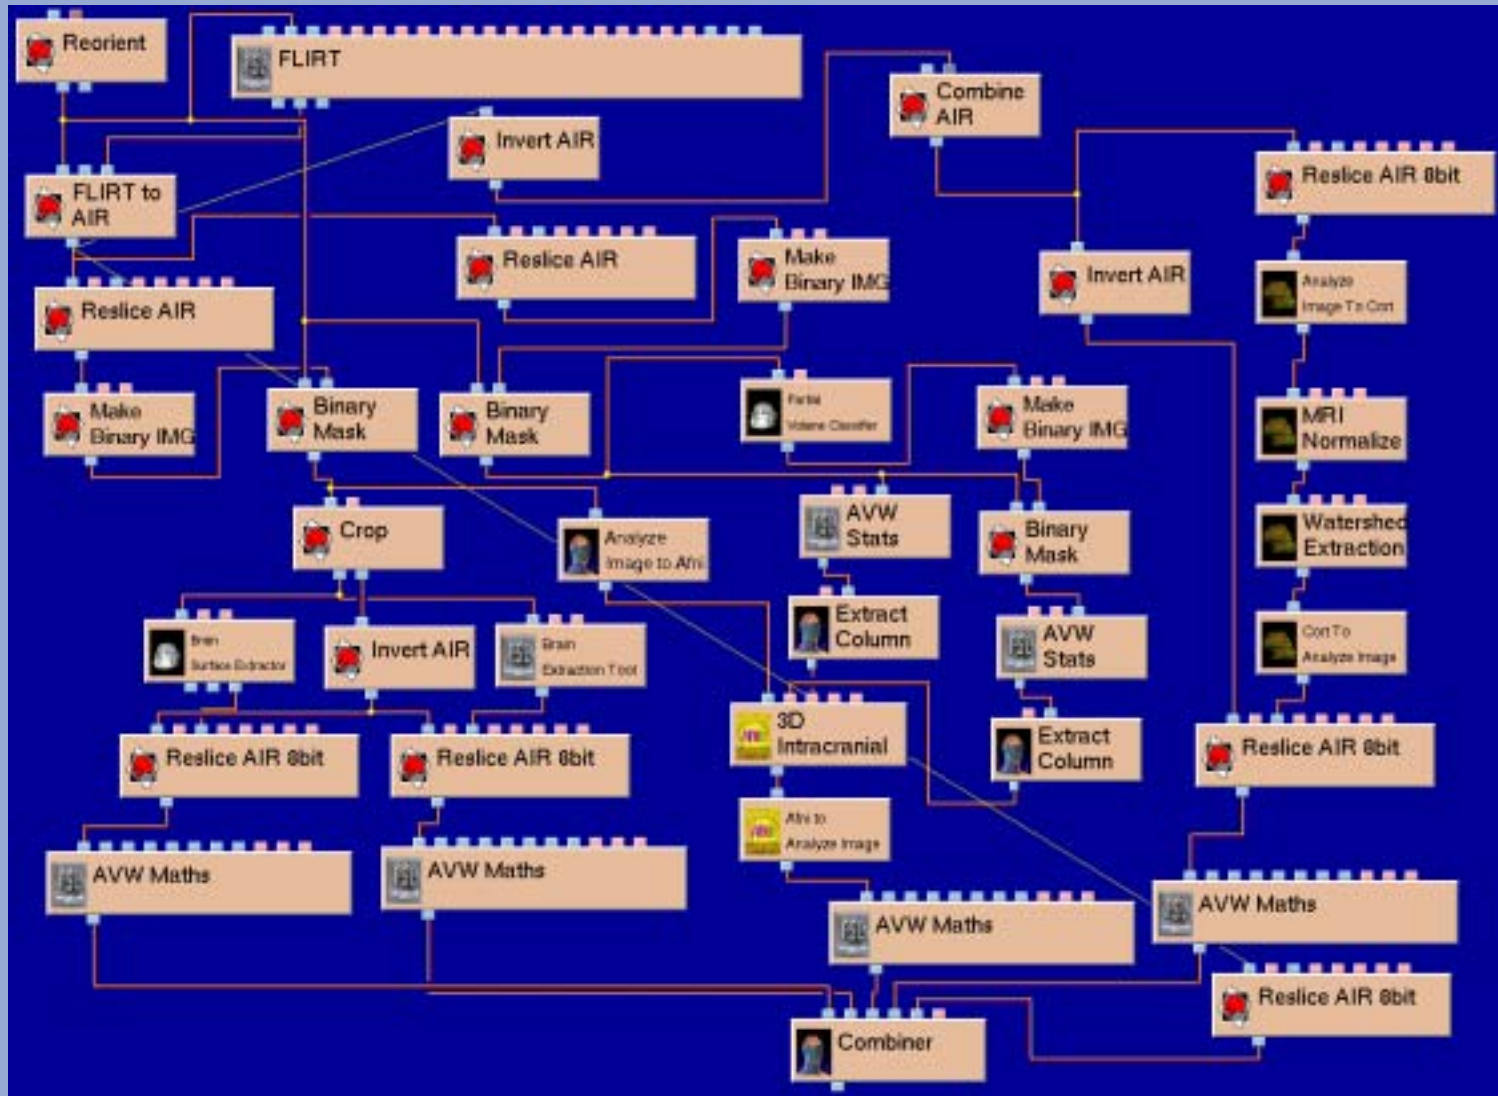 Reorient
FLIRT
Combine
AIR
Invert AIR
Reslice AIR 8bit
FLIRT to
AIR
Reslice AIR
Make
Binary IMG
Invert AIR
Analyze
Image To Cort
Reslice AIR
Make
Binary IMG
Binary
Mask
Binary
Mask
Partial
Volume Classifier
Make
Binary IMG
MRI
Normalize
Crop
Analyze
Image to Afni
AVW
Stats
Binary
Mask
Watershed
Extraction
Brain
Surface Extractor
Invert AIR
Brain
Extraction Tool
Extract
Column
AVW
Stats
Cort To
Analyze Image
Reslice AIR 8bit
Reslice AIR 8bit
3D
Intracranial
Extract
Column
Reslice AIR 8bit
Afni to
Analyze Image
AVW Maths
AVW Maths
AVW Maths
AVW Maths
Reslice AIR 8bit
Combiner